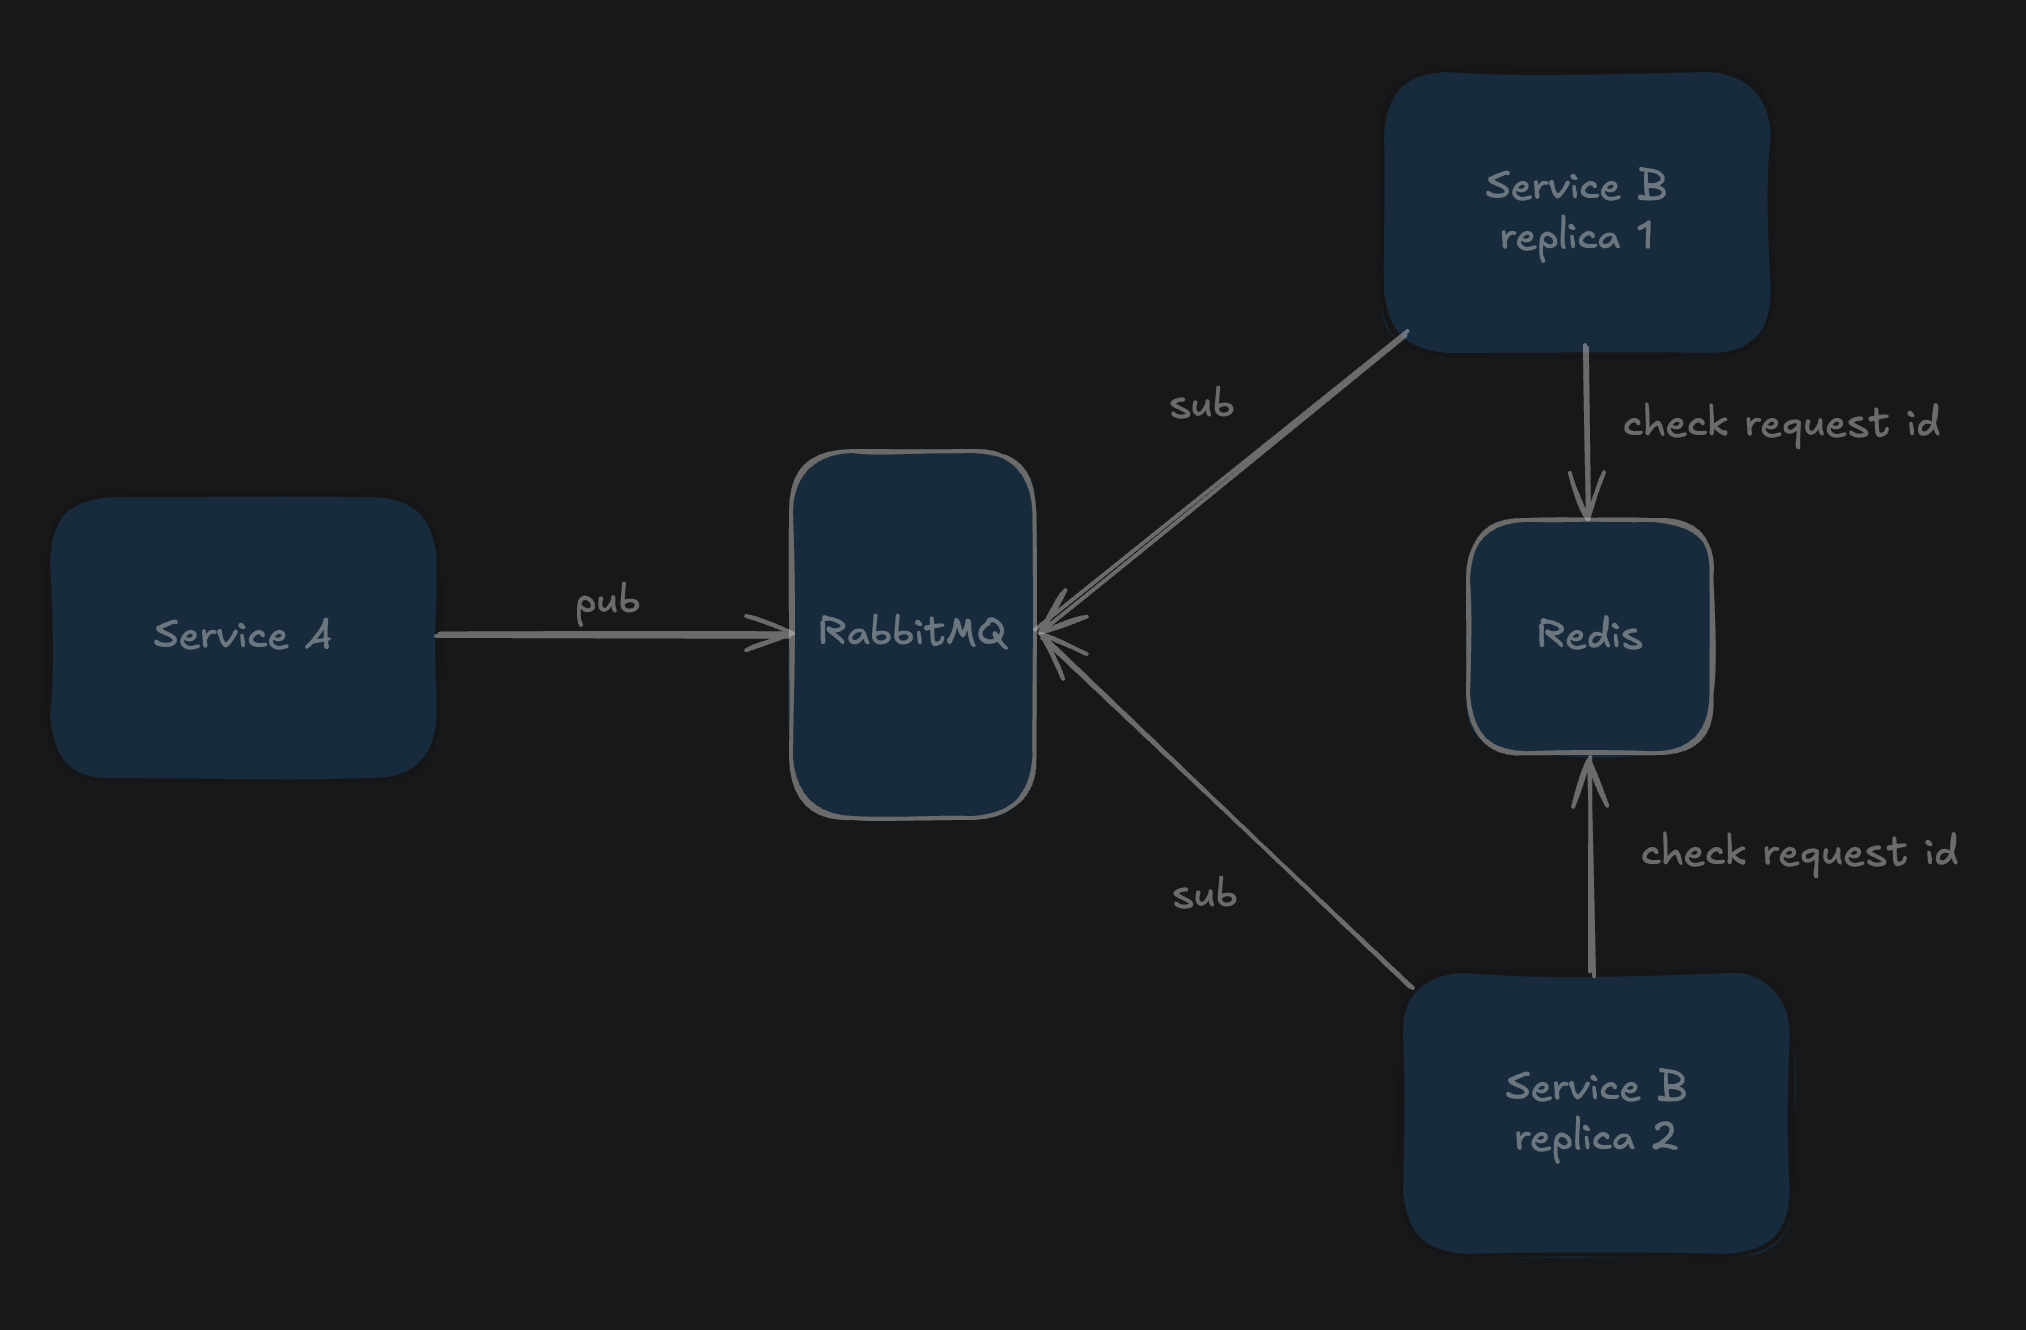 Service A
pub
RabbitMQ
sub
sub
Service B
replica 1
check request id
Redis
check request id
Service B
replica 2